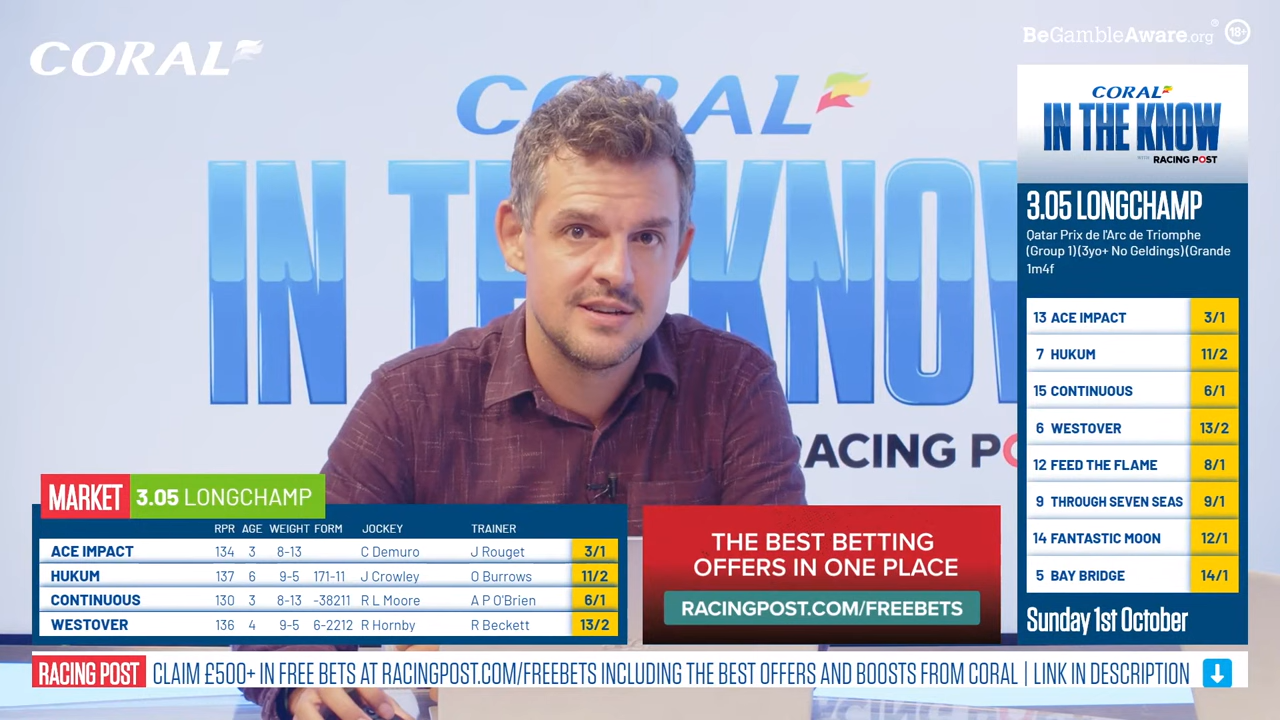 CORAL
BeGambleAware.org® 18+
CORAL
IN THE KNOW
RACING PO
CORAL
IN THE KNOW
WITH RACING POST
3.05 LONGCHAMP
Qatar Prix de l'Arc de Triomphe
(Group 1)(3yo+ No Geldings)(Grande
1m4f
13 ACE IMPACT 3/1
7 HUKUM 11/2
15 CONTINUOUS 6/1
6 WESTOVER 13/2
12 FEED THE FLAME 8/1
9 THROUGH SEVEN SEAS 9/1
14 FANTASTIC MOON 12/1
5 BAY BRIDGE 14/1
Sunday 1st October
MARKET 3.05 LONGCHAMP
RPR AGE WEIGHT FORM JOCKEY TRAINER
ACE IMPACT 134 3 8-13 C Demuro J Rouget 3/1
HUKUM 137 6 9-5 171-11 J Crowley O Burrows 11/2
CONTINUOUS 130 3 8-13 -38211 R L Moore A P O'Brien 6/1
WESTOVER 136 4 9-5 6-2212 R Hornby R Beckett 13/2
THE BEST BETTING
OFFERS IN ONE PLACE
RACINGPOST.COM/FREEBETS
RACING POST CLAIM £500+ IN FREE BETS AT RACINGPOST.COM/FREEBETS INCLUDING THE BEST OFFERS AND BOOSTS FROM CORAL | LINK IN DESCRIPTION